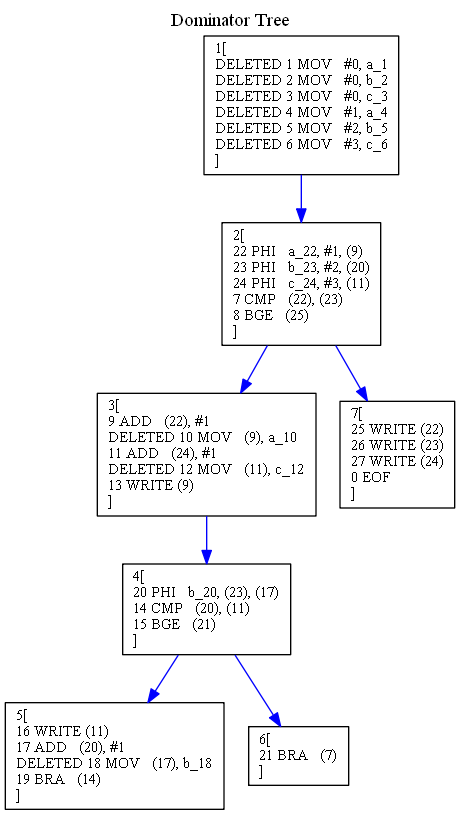 Dominator Tree
1[
DELETED 1 MOV #0, a_1
DELETED 2 MOV #0, b_2
DELETED 3 MOV #0, c_3
DELETED 4 MOV #1, a_4
DELETED 5 MOV #2, b_5
DELETED 6 MOV #3, c_6
]
2[
22 PHI a_22, #1, (9)
23 PHI b_23, #2, (20)
24 PHI c_24, #3, (11)
7 CMP (22), (23)
8 BGE (25)
]
3[
9 ADD (22), #1
DELETED 10 MOV (9), a_10
11 ADD (24), #1
DELETED 12 MOV (11), c_12
13 WRITE (9)
]
7[
25 WRITE (22)
26 WRITE (23)
27 WRITE (24)
0 EOF
]
4[
20 PHI b_20, (23), (17)
14 CMP (20), (11)
15 BGE (21)
]
5[
16 WRITE (11)
17 ADD (20), #1
DELETED 18 MOV (17), b_18
19 BRA (14)
]
6[
21 BRA (7)
]